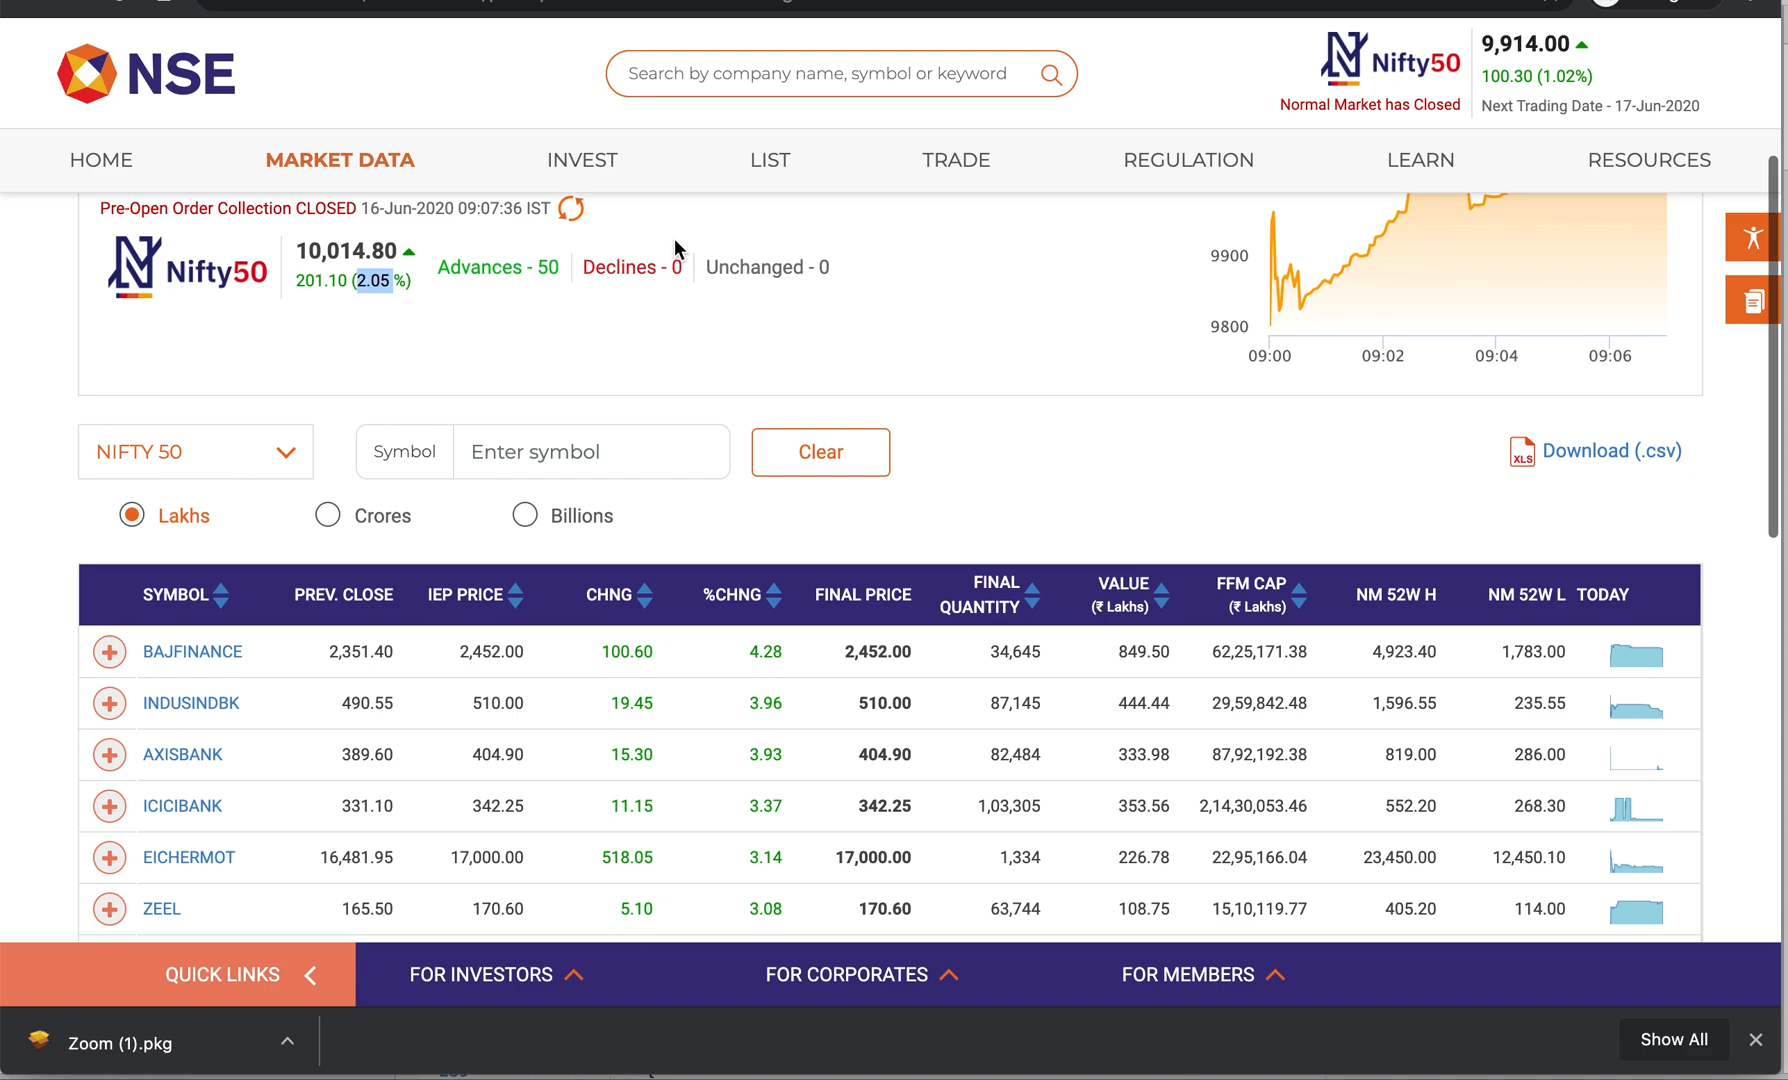 NSE
Search by company name, symbol or keyword
Nifty50
Normal Market has Closed
9,914.00
100.30 (1.02%)
Next Trading Date - 17-Jun-2020
HOME MARKET DATA INVEST LIST TRADE REGULATION LEARN RESOURCES
Pre-Open Order Collection CLOSED 16-Jun-2020 09:07:36 IST
Nifty50
10,014.80
201.10 (2.05 %)
Advances - 50 Declines - 0 Unchanged - 0
9900
9800
09:00 09:02 09:04 09:06
NIFTY 50 Symbol Enter symbol Clear XLS Download (.csv)
Lakhs Crores Billions
SYMBOL PREV. CLOSE IEP PRICE CHNG %CHNG FINAL PRICE FINAL QUANTITY VALUE (₹ Lakhs) FFM CAP (₹ Lakhs) NM 52W H NM 52W L TODAY
BAJFINANCE 2,351.40 2,452.00 100.60 4.28 2,452.00 34,645 849.50 62,25,171.38 4,923.40 1,783.00
INDUSINDBK 490.55 510.00 19.45 3.96 510.00 87,145 444.44 29,59,842.48 1,596.55 235.55
AXISBANK 389.60 404.90 15.30 3.93 404.90 82,484 333.98 87,92,192.38 819.00 286.00
ICICIBANK 331.10 342.25 11.15 3.37 342.25 1,03,305 353.56 2,14,30,053.46 552.20 268.30
EICHERMOT 16,481.95 17,000.00 518.05 3.14 17,000.00 1,334 226.78 22,95,166.04 23,450.00 12,450.10
ZEEL 165.50 170.60 5.10 3.08 170.60 63,744 108.75 15,10,119.77 405.20 114.00
QUICK LINKS FOR INVESTORS FOR CORPORATES FOR MEMBERS
Zoom (1).pkg Show All